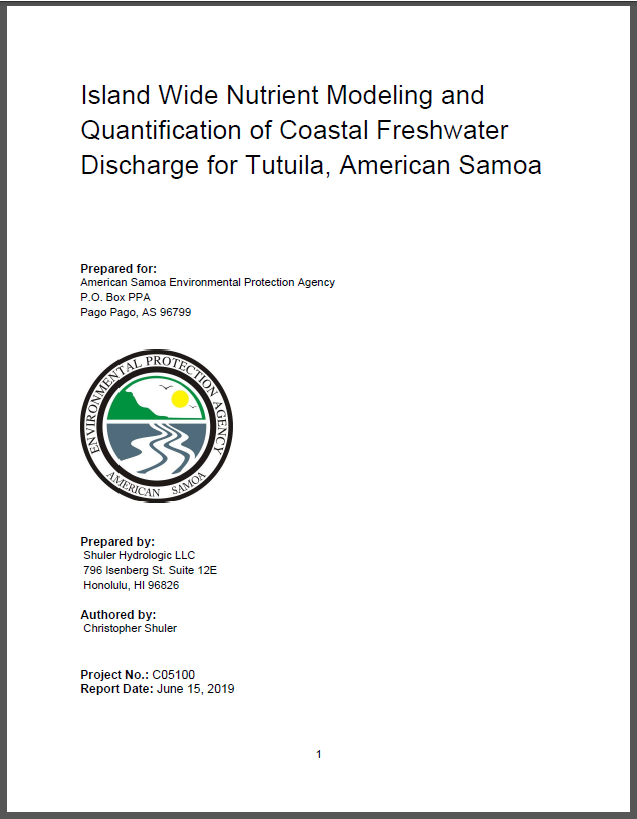 Island Wide Nutrient Modeling and
Quantification of Coastal Freshwater
Discharge for Tutuila, American Samoa
Prepared for:
American Samoa Environmental Protection Agency
P.O. Box PPA
Pago Pago, AS 96799
ENVIRONMENTAL PROTECTION AGENCY
AMERICAN SAMOA
Prepared by:
Shuler Hydrologic LLC
796 Isenberg St. Suite 12E
Honolulu, HI 96826
Authored by:
Christopher Shuler
Project No.: C05100
Report Date: June 15, 2019
1